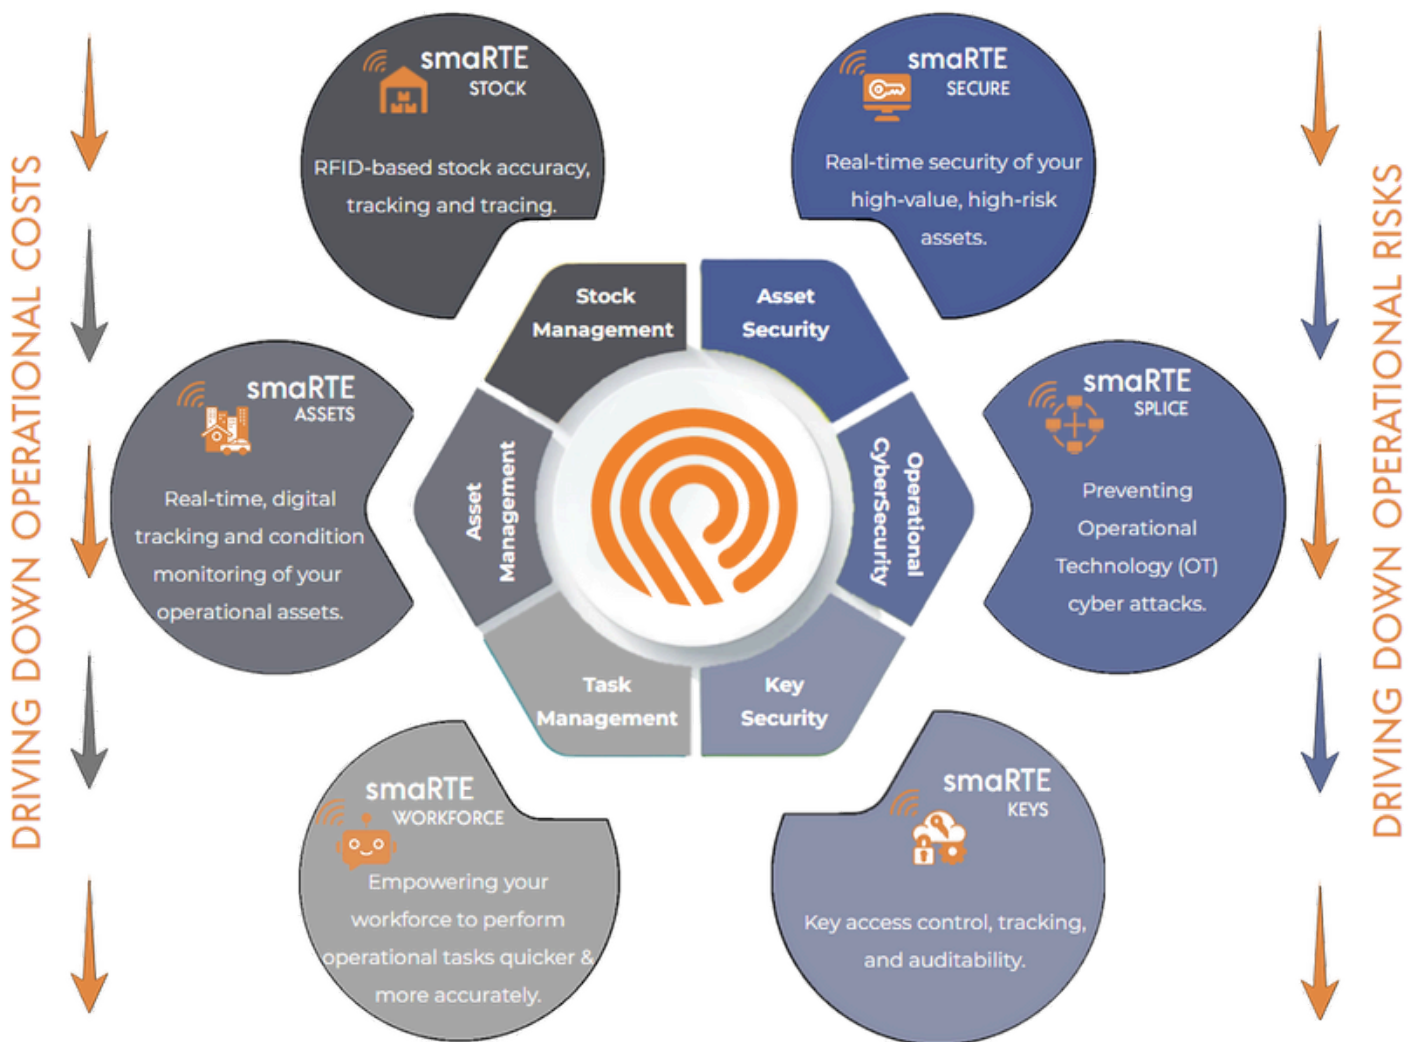 DRIVING DOWN OPERATIONAL COSTS
smaRTE
STOCK
RFID-based stock accuracy,
tracking and tracing.
smaRTE
SECURE
Real-time security of your
high-value, high-risk
assets.
Stock
Management
Asset
Security
smaRTE
ASSETS
Real-time, digital
tracking and condition
monitoring of your
operational assets.
Asset
Management
Operational
CyberSecurity
smaRTE
SPLICE
Preventing
Operational
Technology (OT)
cyber attacks.
Task
Management
Key
Security
smaRTE
WORKFORCE
Empowering your
workforce to perform
operational tasks quicker &
more accurately.
smaRTE
KEYS
Key access control, tracking,
and auditability.
DRIVING DOWN OPERATIONAL RISKS